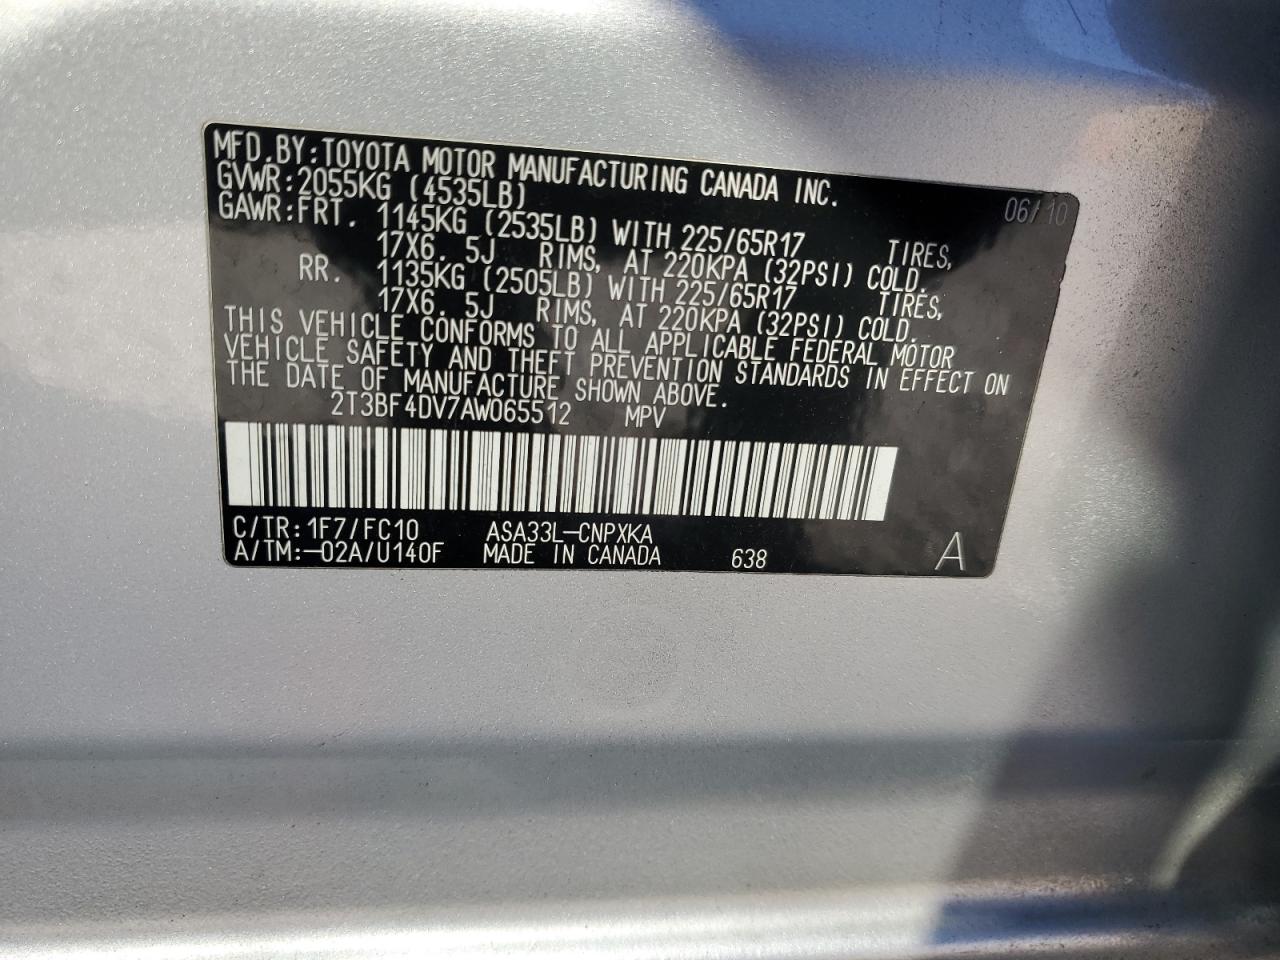 MFD.BY:TOYOTA MOTOR MANUFACTURING CANADA INC. 06/10
GVWR:2055KG (4535LB)
GAWR:FRT. 1145KG (2535LB) WITH 225/65R17 TIRES,
17X6. 5J RIMS, AT 220KPA (32PSI) COLD.
RR. 1135KG (2505LB) WITH 225/65R17 TIRES,
17X6. 5J RIMS, AT 220KPA (32PSI) COLD.
THIS VEHICLE CONFORMS TO ALL APPLICABLE FEDERAL MOTOR
VEHICLE SAFETY AND THEFT PREVENTION STANDARDS IN EFFECT ON
THE DATE OF MANUFACTURE SHOWN ABOVE.
2T3BF4DV7AW065512 MPV
C/TR:1F7/FC10 ASA33L-CNPXKA
A/TM:-02A/U140F MADE IN CANADA 638 A